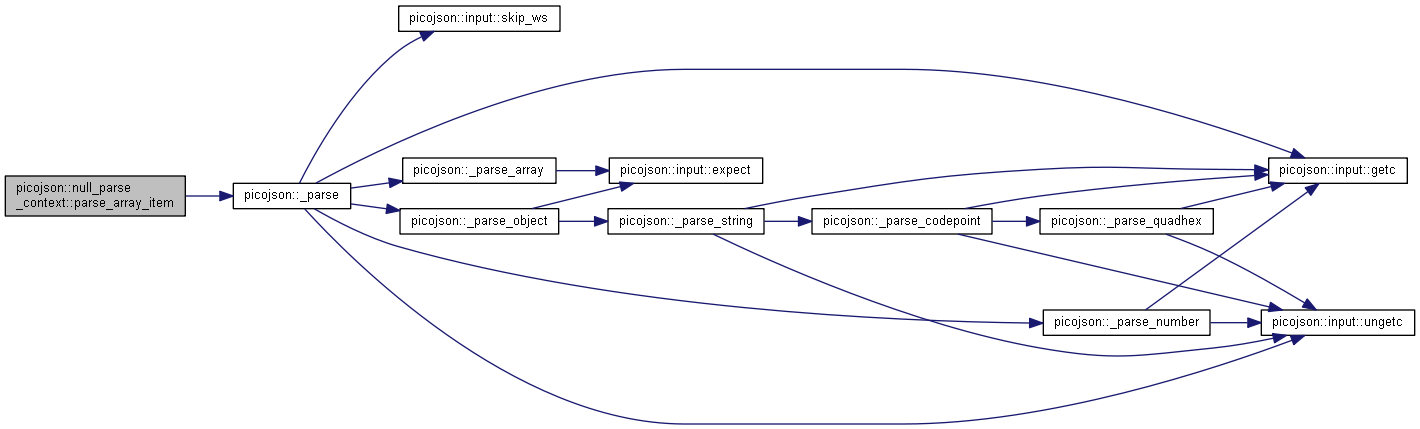 picojson::input::skip_ws
picojson::_parse_array
picojson::input::expect
picojson::input::getc
picojson::null_parse
_context::parse_array_item
picojson::_parse
picojson::_parse_object
picojson::_parse_string
picojson::_parse_codepoint
picojson::_parse_quadhex
picojson::_parse_number
picojson::input::ungetc